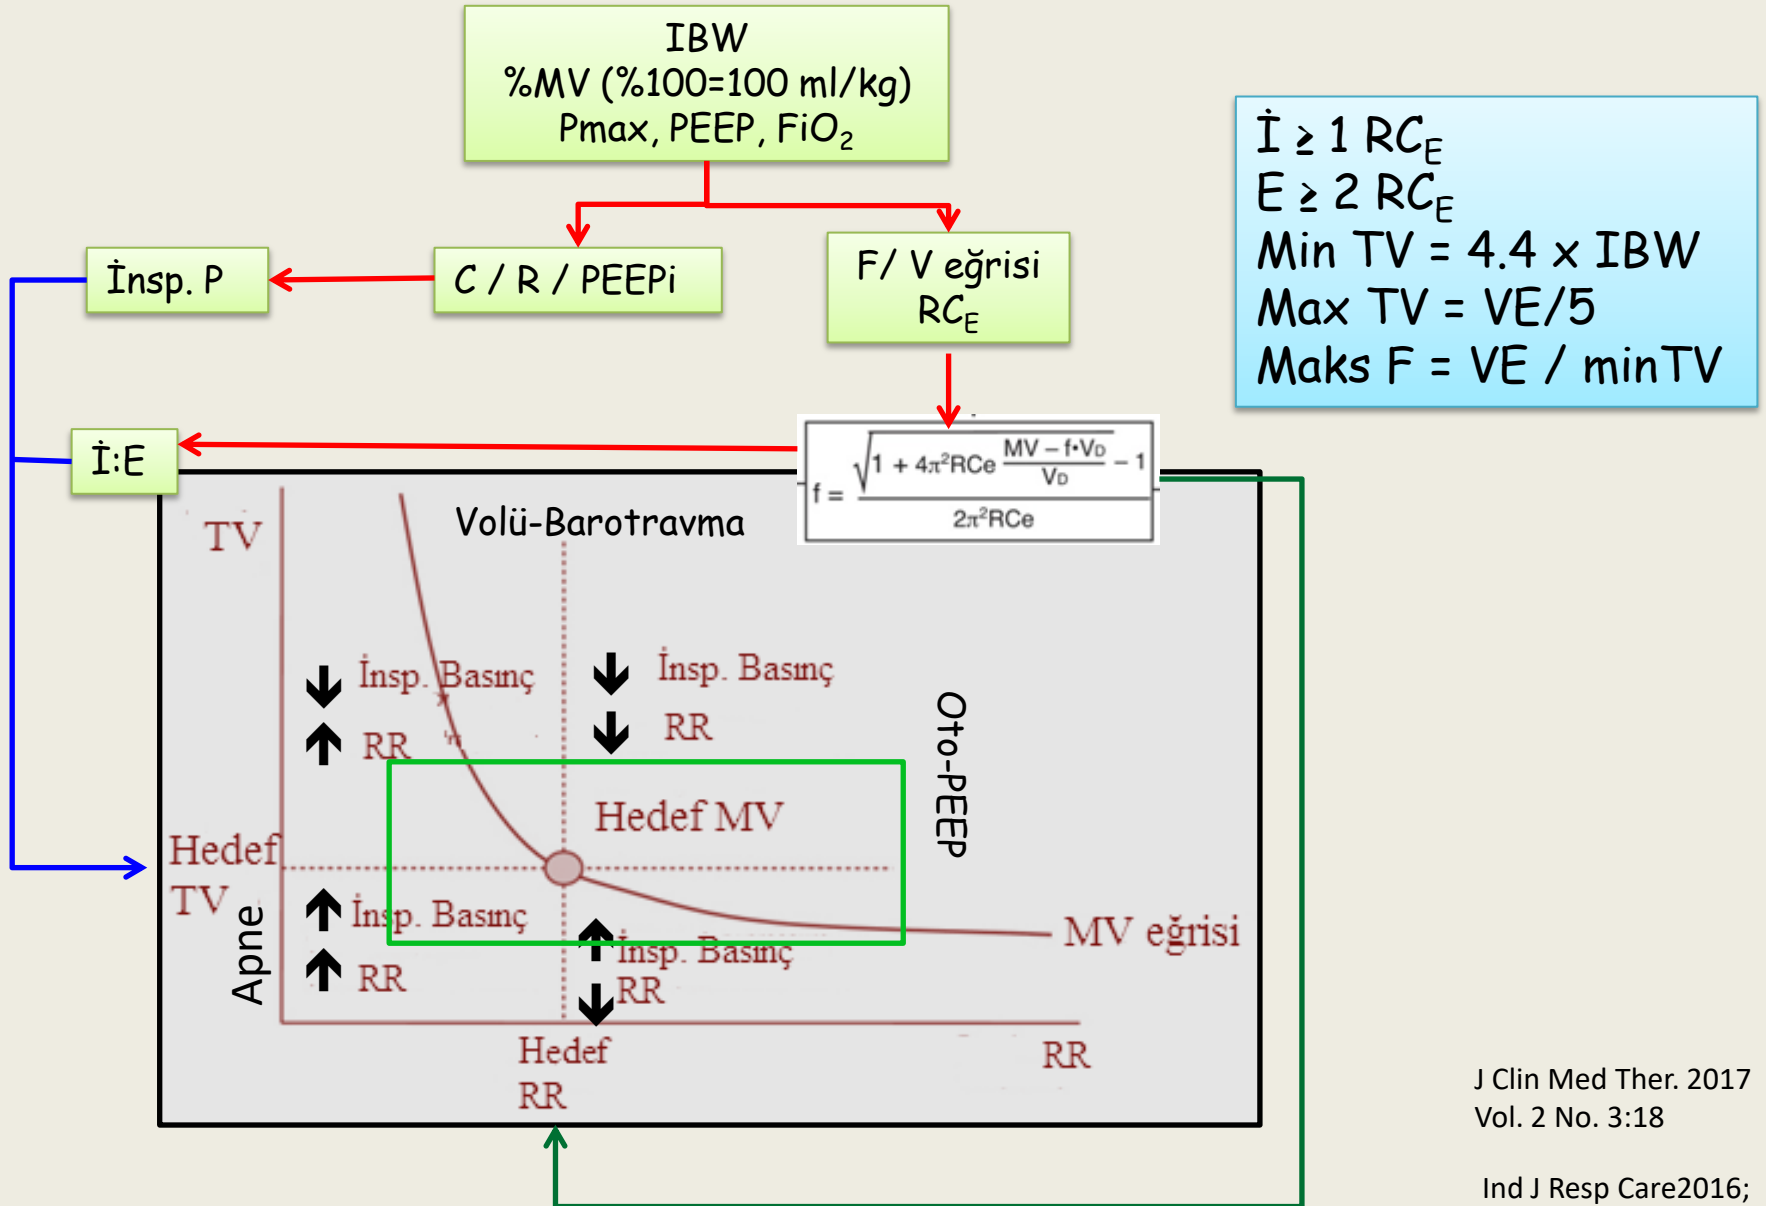 IBW
%MV (%100=100 ml/kg)
Pmax, PEEP, FiO₂
İnsp. P
C / R / PEEPi
F/ V eğrisi
RC_E
İ ≥ 1 RC_E
E ≥ 2 RC_E
Min TV = 4.4 x IBW
Max TV = VE/5
Maks F = VE / minTV
İ:E
f = (√(1 + 4π²RCe (MV – f•VD)/VD) – 1) / (2π²RCe)
TV
Volü-Barotravma
↓ İnsp. Basınç
↑ RR
↓ İnsp. Basınç
↓ RR
Oto-PEEP
Hedef MV
Hedef
TV
Apne
↑ İnsp. Basınç
↑ RR
↑ İnsp. Basınç
↓ RR
MV eğrisi
Hedef
RR
RR
J Clin Med Ther. 2017
Vol. 2 No. 3:18
Ind J Resp Care2016;